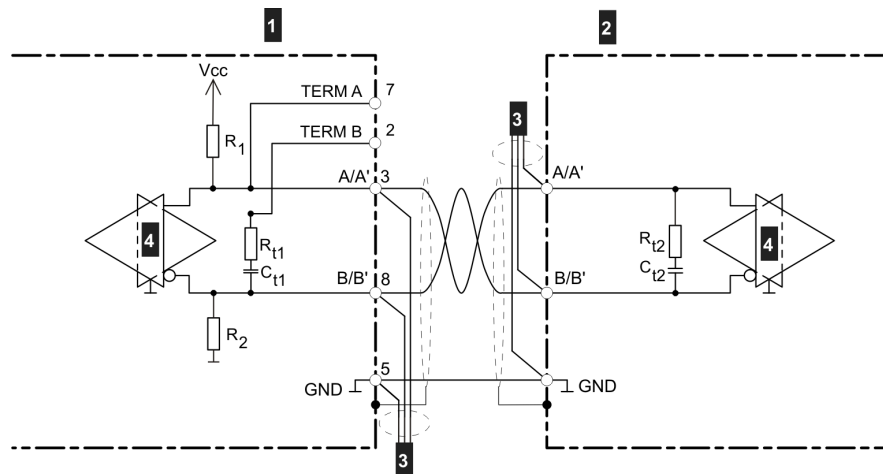 1
2
Vcc
TERM A
7
TERM B
2
R1
A/A'
3
3
A/A'
4
Rt1
Ct1
Rt2
Ct2
4
B/B'
8
B/B'
R2
5
GND
GND
3